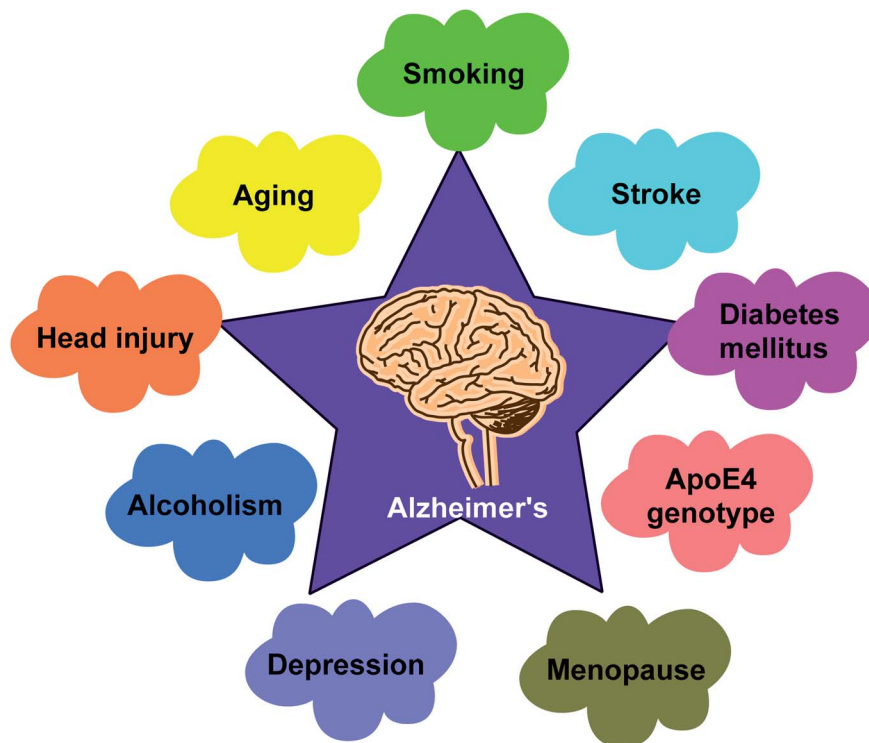 Smoking
Aging
Stroke
Head injury
Diabetes
mellitus
Alcoholism
Alzheimer's
ApoE4
genotype
Depression
Menopause